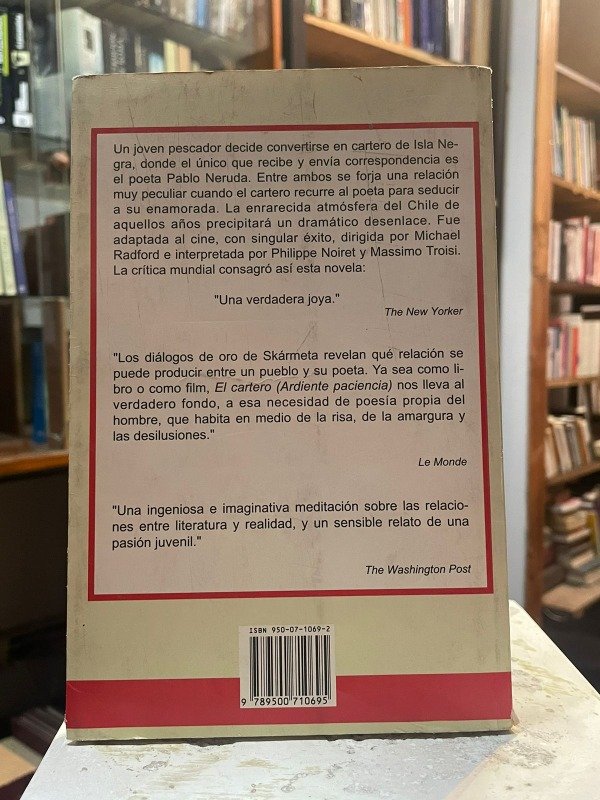 Un joven pescador decide convertirse en cartero de Isla Ne-
gra, donde el único que recibe y envía correspondencia es
el poeta Pablo Neruda. Entre ambos se forja una relación
muy peculiar cuando el cartero recurre al poeta para seducir
a su enamorada. La enrarecida atmósfera del Chile de
aquellos años precipitará un dramático desenlace. Fue
adaptada al cine, con singular éxito, dirigida por Michael
Radford e interpretada por Philippe Noiret y Massimo Troisi.
La crítica mundial consagró así esta novela:
"Una verdadera joya."
The New Yorker
"Los diálogos de oro de Skármeta revelan qué relación se
puede producir entre un pueblo y su poeta. Ya sea como li-
bro o como film, El cartero (Ardiente paciencia) nos lleva al
verdadero fondo, a esa necesidad de poesía propia del
hombre, que habita en medio de la risa, de la amargura y
las desilusiones."
Le Monde
"Una ingeniosa e imaginativa meditación sobre las relacio-
nes entre literatura y realidad, y un sensible relato de una
pasión juvenil."
The Washington Post
ISBN 950-07-1069-2
9 789500 710695